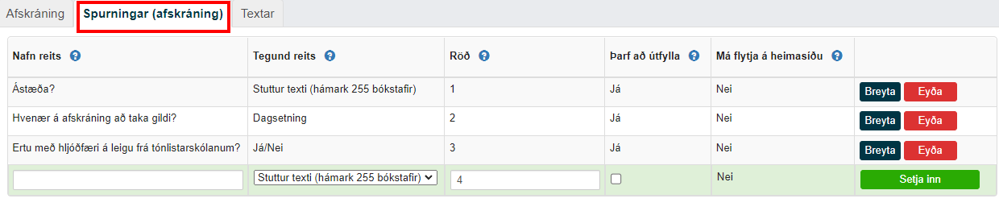 Afskráning Spurningar (afskráning) Textar
Nafn reits ? Tegund reits ? Röð ? Þarf að útfylla ? Má flytja á heimasíðu ?
Ástæða? Stuttur texti (hámark 255 bókstafir) 1 Já Nei Breyta Eyða
Hvenær á afskráning að taka gildi? Dagsetning 2 Já Nei Breyta Eyða
Ertu með hljóðfæri á leigu frá tónlistarskólanum? Já/Nei 3 Já Nei Breyta Eyða
Stuttur texti (hámark 255 bókstafir) 4 Nei Setja inn